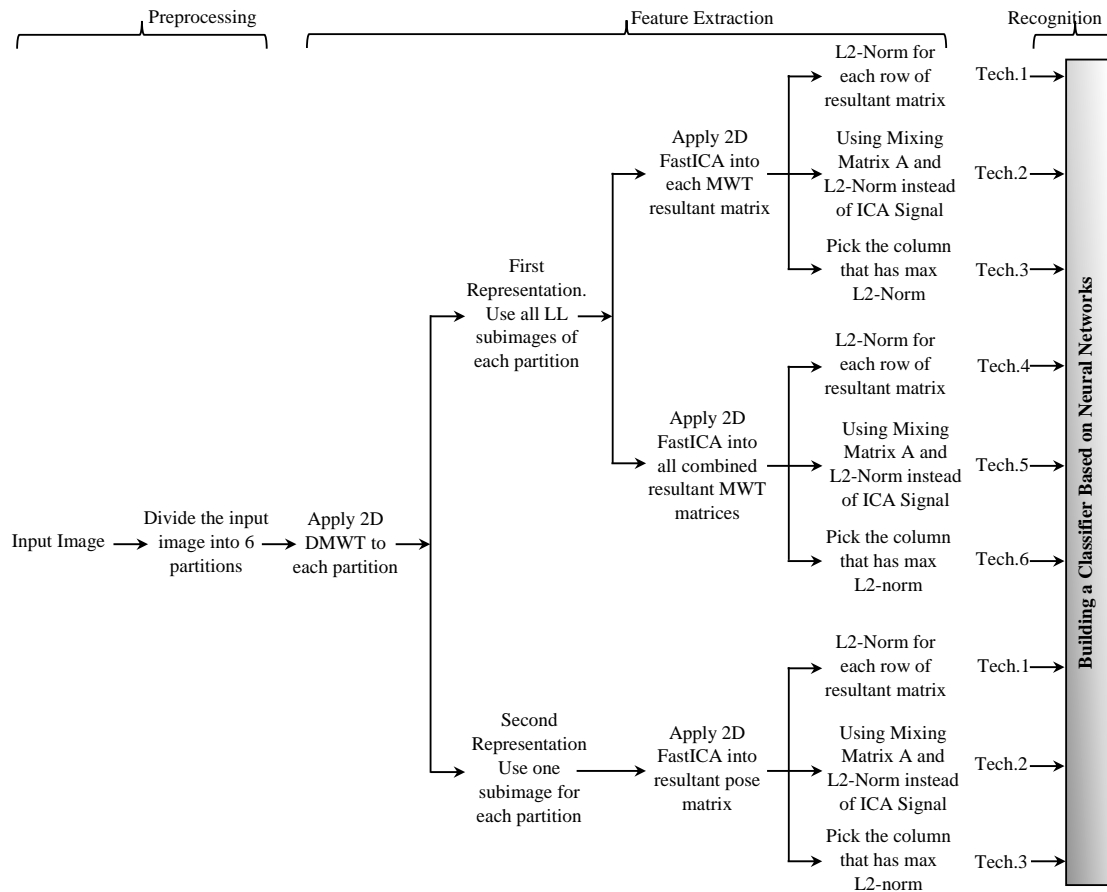 Preprocessing
Feature Extraction
Recognition
Input Image
Divide the input
image into 6
partitions
Apply 2D
DMWT to
each partition
First
Representation.
Use all LL
subimages of
each partition
Apply 2D
FastICA into
each MWT
resultant matrix
L2-Norm for
each row of
resultant matrix
Tech.1
Using Mixing
Matrix A and
L2-Norm instead
of ICA Signal
Tech.2
Pick the column
that has max
L2-Norm
Tech.3
Apply 2D
FastICA into
all combined
resultant MWT
matrices
L2-Norm for
each row of
resultant matrix
Tech.4
Using Mixing
Matrix A and
L2-Norm instead
of ICA Signal
Tech.5
Pick the column
that has max
L2-norm
Tech.6
Second
Representation
Use one
subimage for
each partition
Apply 2D
FastICA into
resultant pose
matrix
L2-Norm for
each row of
resultant matrix
Tech.1
Using Mixing
Matrix A and
L2-Norm instead
of ICA Signal
Tech.2
Pick the column
that has max
L2-norm
Tech.3
Building a Classifier Based on Neural Networks